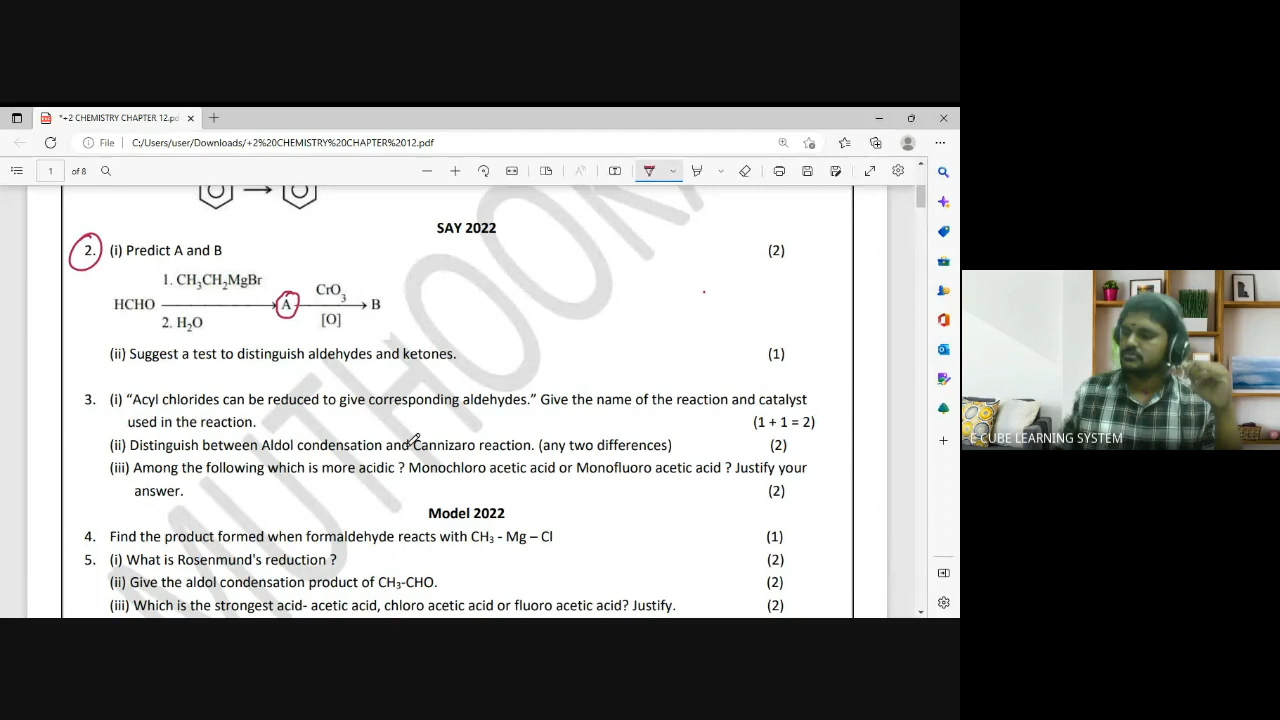 *+2 CHEMISTRY CHAPTER 12.pd
File C:/Users/user/Downloads/+2%20CHEMISTRY%20CHAPTER%2012.pdf
1 of 8
SAY 2022
2. (i) Predict A and B (2)
1. CH3CH2MgBr CrO3
HCHO A B
2. H2O [O]
(ii) Suggest a test to distinguish aldehydes and ketones. (1)
3. (i) “Acyl chlorides can be reduced to give corresponding aldehydes.” Give the name of the reaction and catalyst
used in the reaction. (1 + 1 = 2)
(ii) Distinguish between Aldol condensation and Cannizaro reaction. (any two differences) (2)
(iii) Among the following which is more acidic ? Monochloro acetic acid or Monofluoro acetic acid ? Justify your
answer. (2)
Model 2022
4. Find the product formed when formaldehyde reacts with CH3 - Mg – Cl (1)
5. (i) What is Rosenmund's reduction ? (2)
(ii) Give the aldol condensation product of CH3-CHO. (2)
(iii) Which is the strongest acid- acetic acid, chloro acetic acid or fluoro acetic acid? Justify. (2)
E CUBE LEARNING SYSTEM